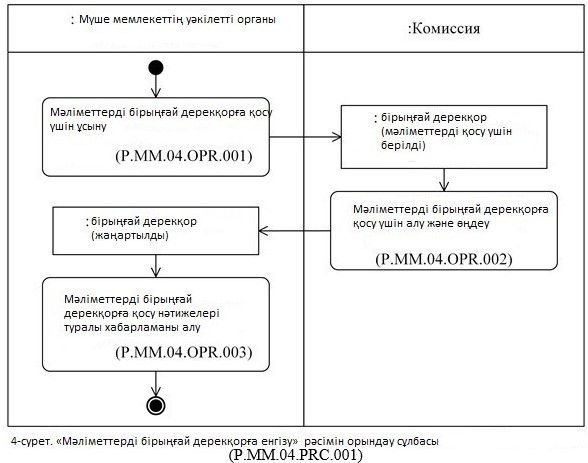 : Мүше мемлекеттің уәкілетті органы
:Комиссия
Мәліметтерді бірыңғай дерекқорға қосу
үшін ұсыну
(P.MM.04.OPR.001)
: бірыңғай дерекқор
(мәліметтерді қосу үшін
берілді)
Мәліметтерді бірыңғай дерекқорға
қосу үшін алу және өңдеу
(P.MM.04.OPR.002)
: бірыңғай дерекқор
(жаңартылды)
Мәліметтерді бірыңғай
дерекқорға қосу нәтижелері
туралы хабарламаны алу
(P.MM.04.OPR.003)
4-сурет. «Мәліметтерді бірыңғай дерекқорға енгізу» рәсімін орындау сұлбасы
(P.MM.04.PRC.001)